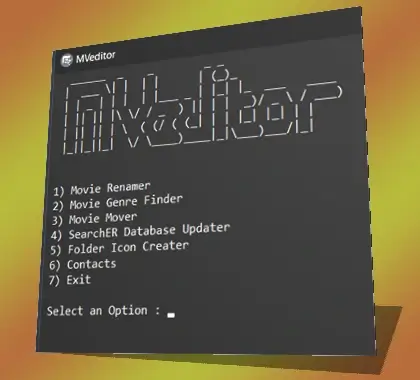 MVeditor
MVeditor
1) Movie Renamer
2) Movie Genre Finder
3) Movie Mover
4) SearchER Database Updater
5) Folder Icon Creater
6) Contacts
7) Exit
Select an Option : _